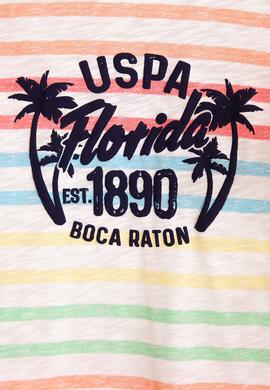 USPA
Florida
EST. 1890
BOCA RATON